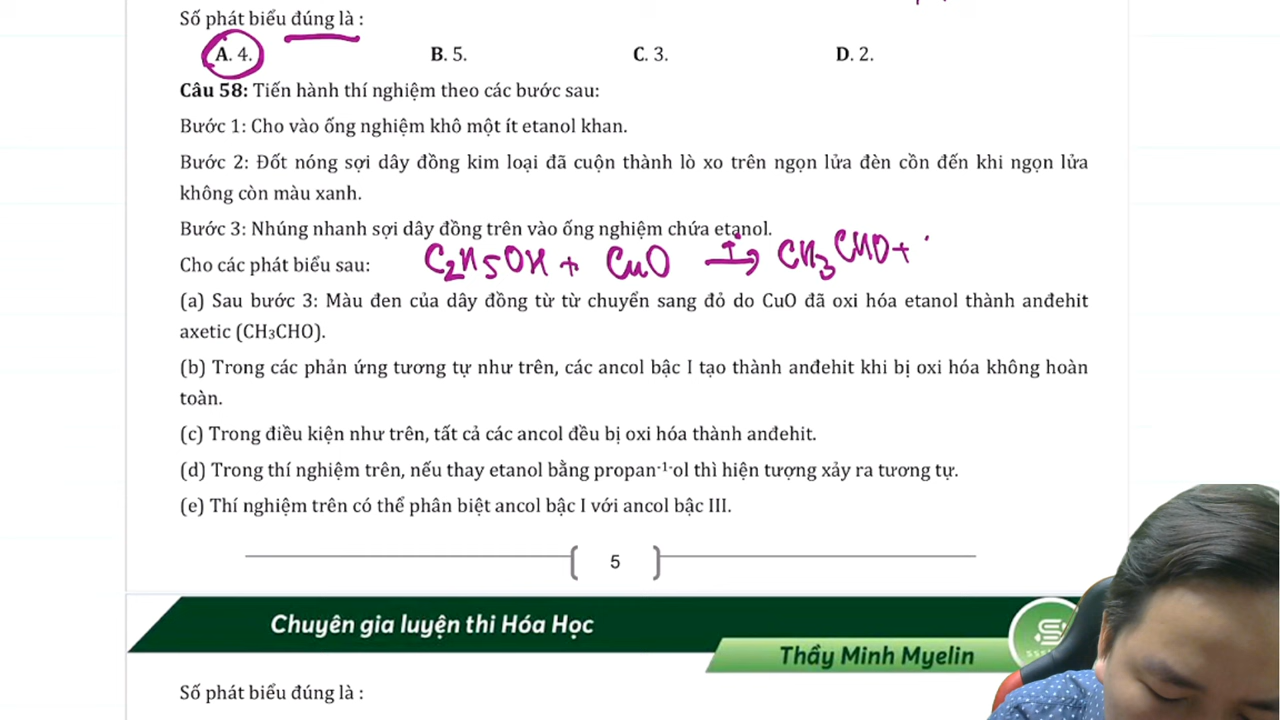 Số phát biểu đúng là :
A. 4. B. 5. C. 3. D. 2.
Câu 58: Tiến hành thí nghiệm theo các bước sau:
Bước 1: Cho vào ống nghiệm khô một ít etanol khan.
Bước 2: Đốt nóng sợi dây đồng kim loại đã cuộn thành lò xo trên ngọn lửa đèn cồn đến khi ngọn lửa
không còn màu xanh.
Bước 3: Nhúng nhanh sợi dây đồng trên vào ống nghiệm chứa etanol.
Cho các phát biểu sau: C2H5OH + CuO t° → CH3CHO +
(a) Sau bước 3: Màu đen của dây đồng từ từ chuyển sang đỏ do CuO đã oxi hóa etanol thành anđehit
axetic (CH3CHO).
(b) Trong các phản ứng tương tự như trên, các ancol bậc I tạo thành anđehit khi bị oxi hóa không hoàn
toàn.
(c) Trong điều kiện như trên, tất cả các ancol đều bị oxi hóa thành anđehit.
(d) Trong thí nghiệm trên, nếu thay etanol bằng propan-1-ol thì hiện tượng xảy ra tương tự.
(e) Thí nghiệm trên có thể phân biệt ancol bậc I với ancol bậc III.
5
Chuyên gia luyện thi Hóa Học
Thầy Minh Myelin
Số phát biểu đúng là :